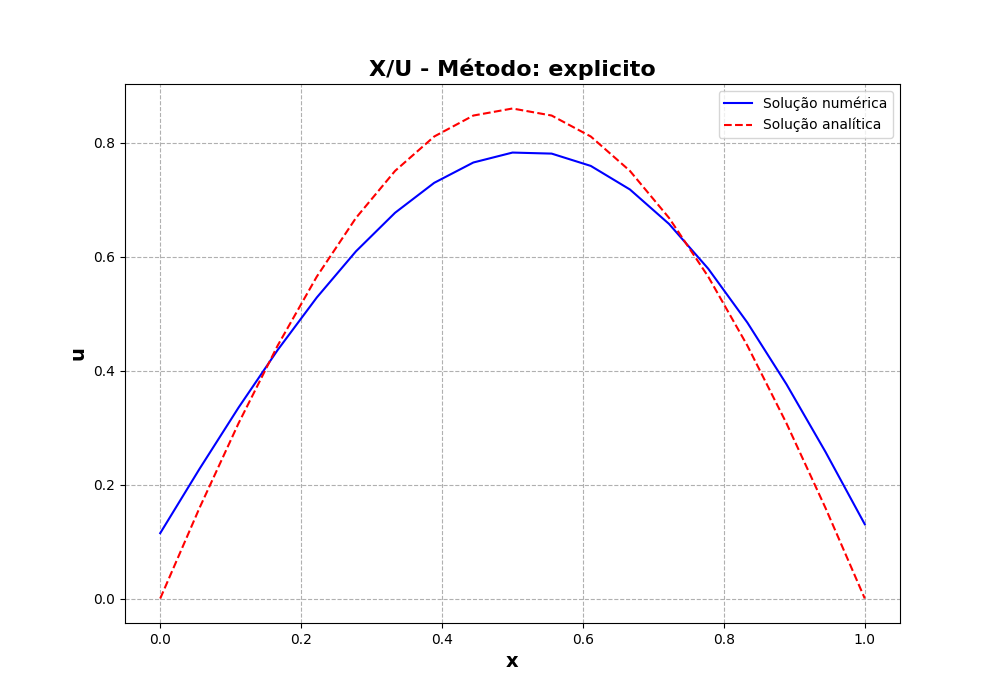 X/U - Método: explicito
Solução numérica
Solução analítica
u
0.8
0.6
0.4
0.2
0.0
0.0 0.2 0.4 0.6 0.8 1.0
x